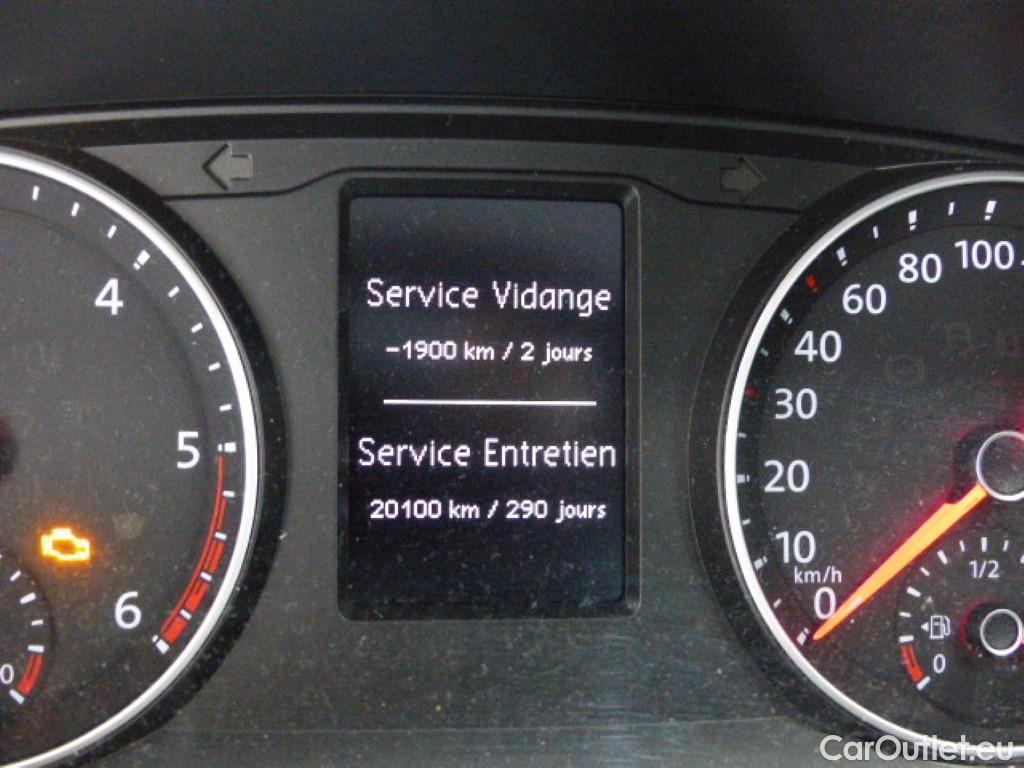 Service Vidange
-1900 km / 2 jours
Service Entretien
20100 km / 290 jours
4
5
6
0
100
80
60
40
30
20
10
km/h
0
1/2
0
CarOutlet.eu